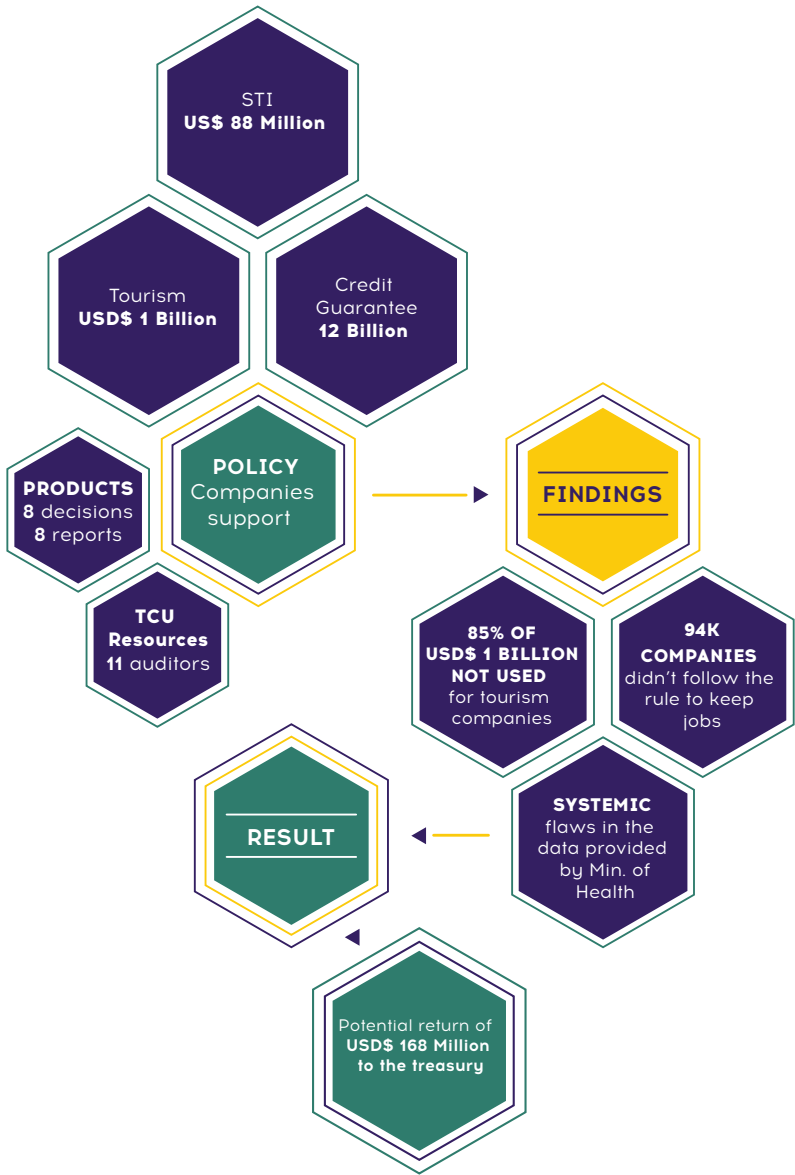 STI
US$ 88 Million
Tourism
USD$ 1 Billion
Credit
Guarantee
12 Billion
PRODUCTS
8 decisions
8 reports
POLICY
Companies
support
TCU
Resources
11 auditors
FINDINGS
85% OF
USD$ 1 BILLION
NOT USED
for tourism
companies
94K
COMPANIES
didn't follow the
rule to keep
jobs
SYSTEMIC
flaws in the
data provided
by Min. of
Health
RESULT
Potential return of
USD$ 168 Million
to the treasury